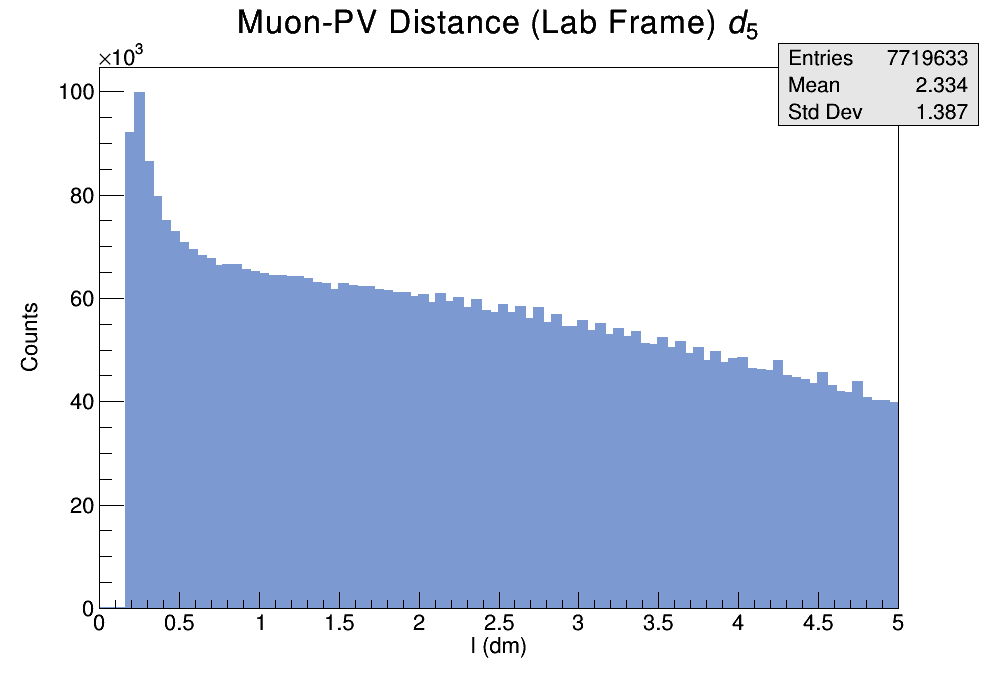 Muon-PV Distance (Lab Frame) d₅
×10³
Entries 7719633
Mean 2.334
Std Dev 1.387
100
80
60
40
20
0
Counts
0 0.5 1 1.5 2 2.5 3 3.5 4 4.5 5
l (dm)